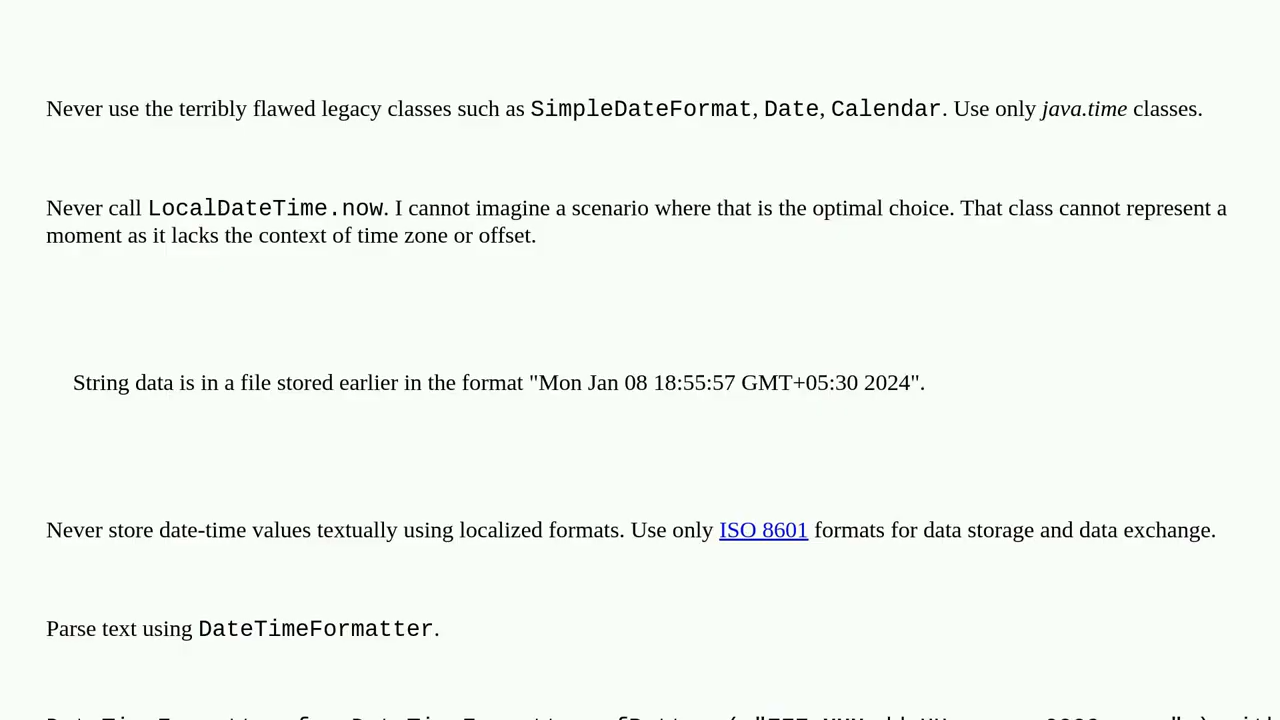 Never use the terribly flawed legacy classes such as SimpleDateFormat, Date, Calendar. Use only java.time classes.
Never call LocalDateTime.now. I cannot imagine a scenario where that is the optimal choice. That class cannot represent a
moment as it lacks the context of time zone or offset.
String data is in a file stored earlier in the format "Mon Jan 08 18:55:57 GMT+05:30 2024".
Never store date-time values textually using localized formats. Use only ISO 8601 formats for data storage and data exchange.
Parse text using DateTimeFormatter.